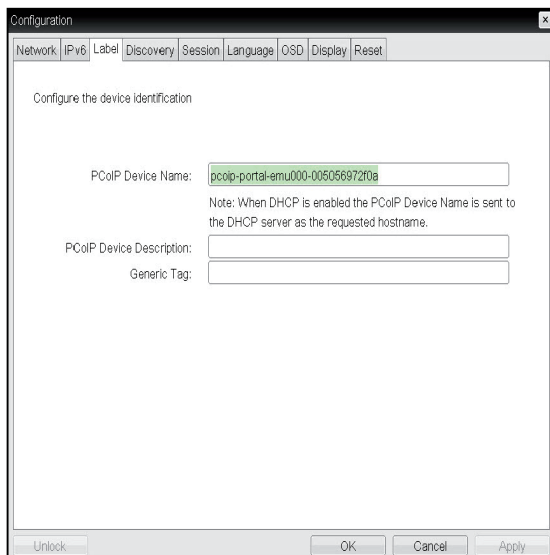 Configuration
Network IPv6 Label Discovery Session Language OSD Display Reset
Configure the device identification
PCoIP Device Name: pcoip-portal-emu000-005056972f0a
Note: When DHCP is enabled the PCoIP Device Name is sent to
the DHCP server as the requested hostname.
PCoIP Device Description:
Generic Tag:
Unlock OK Cancel Apply